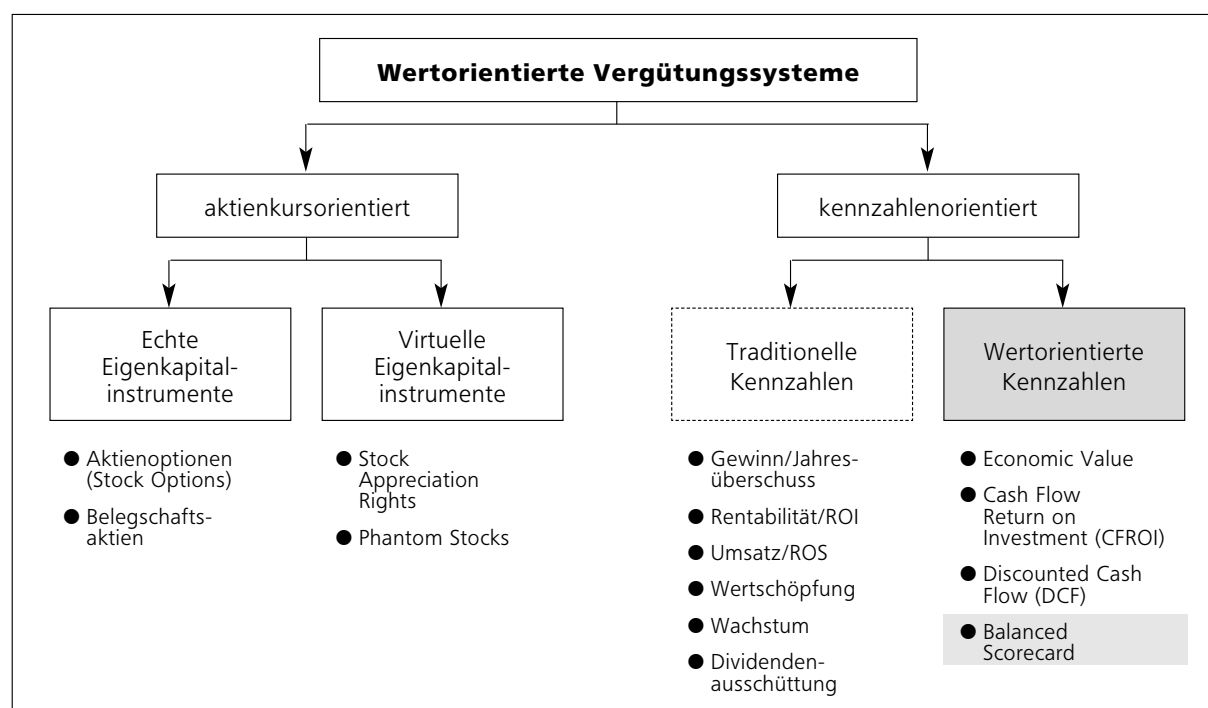 Wertorientierte Vergütungssysteme
aktienkursorientiert
kennzahlenorientiert
Echte
Eigenkapital-
instrumente
Virtuelle
Eigenkapital-
instrumente
Traditionelle
Kennzahlen
Wertorientierte
Kennzahlen
● Aktienoptionen
(Stock Options)
● Belegschafts-
aktien
● Stock
Appreciation
Rights
● Phantom Stocks
● Gewinn/Jahres-
überschuss
● Rentabilität/ROI
● Umsatz/ROS
● Wertschöpfung
● Wachstum
● Dividenden-
ausschüttung
● Economic Value
● Cash Flow
Return on
Investment (CFROI)
● Discounted Cash
Flow (DCF)
● Balanced
Scorecard